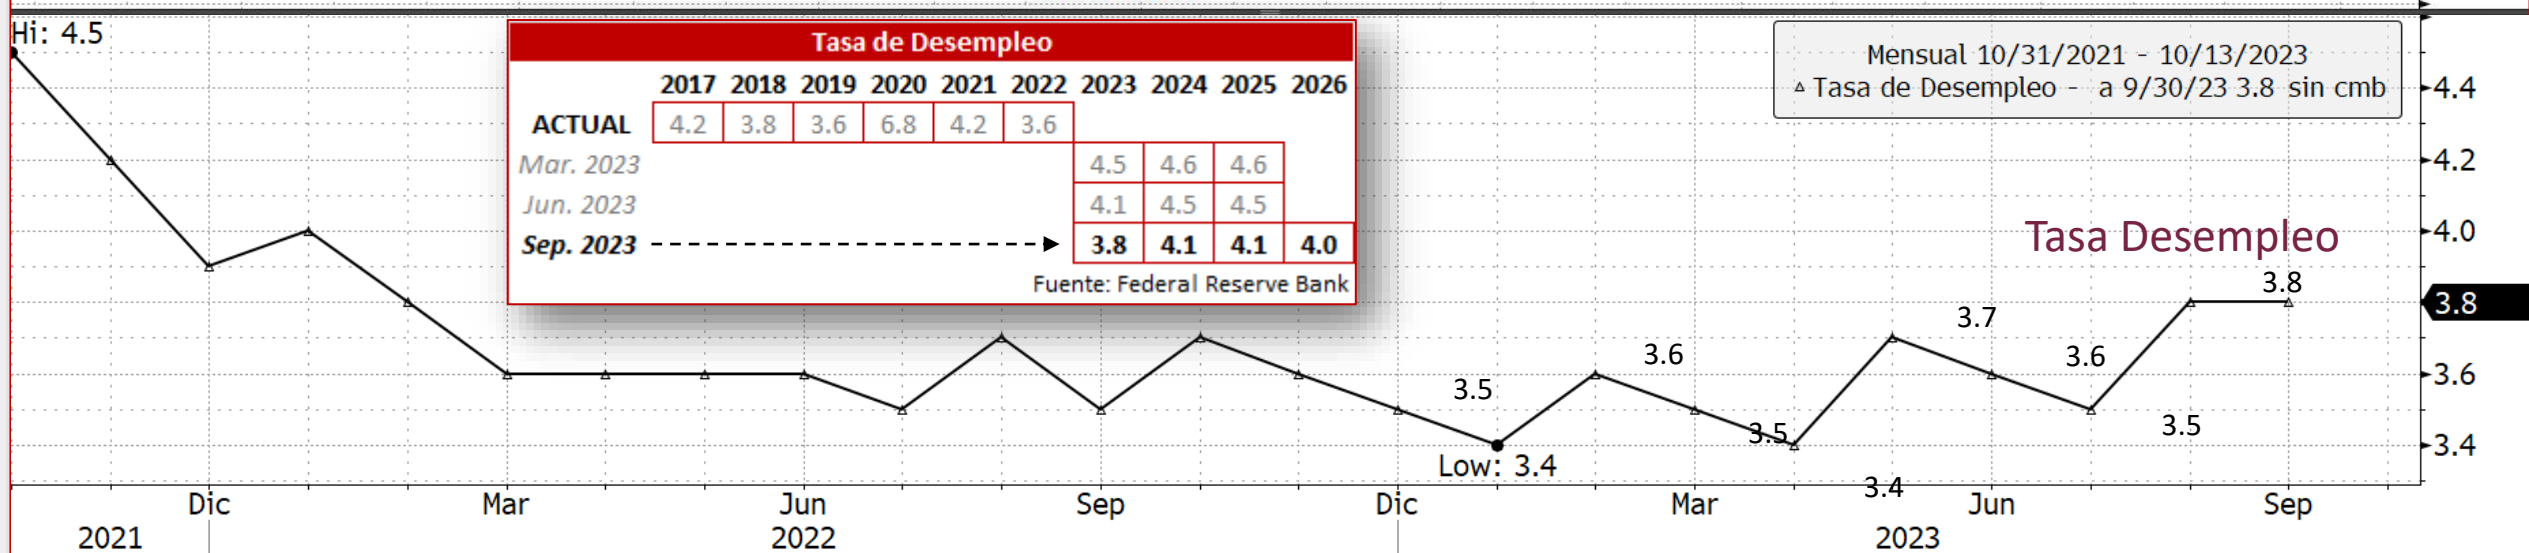 Hi: 4.5
Tasa de Desempleo
2017 2018 2019 2020 2021 2022 2023 2024 2025 2026
ACTUAL 4.2 3.8 3.6 6.8 4.2 3.6
Mar. 2023 4.5 4.6 4.6
Jun. 2023 4.1 4.5 4.5
Sep. 2023 3.8 4.1 4.1 4.0
Fuente: Federal Reserve Bank
Mensual 10/31/2021 - 10/13/2023
Tasa de Desempleo - a 9/30/23 3.8 sin cmb
Tasa Desempleo
3.5
3.6
3.5
3.4
3.7
3.6
3.5
3.8
Low: 3.4
4.4
4.2
4.0
3.8
3.6
3.4
Dic Mar Jun Sep Dic Mar Jun Sep
2021 2022 2023